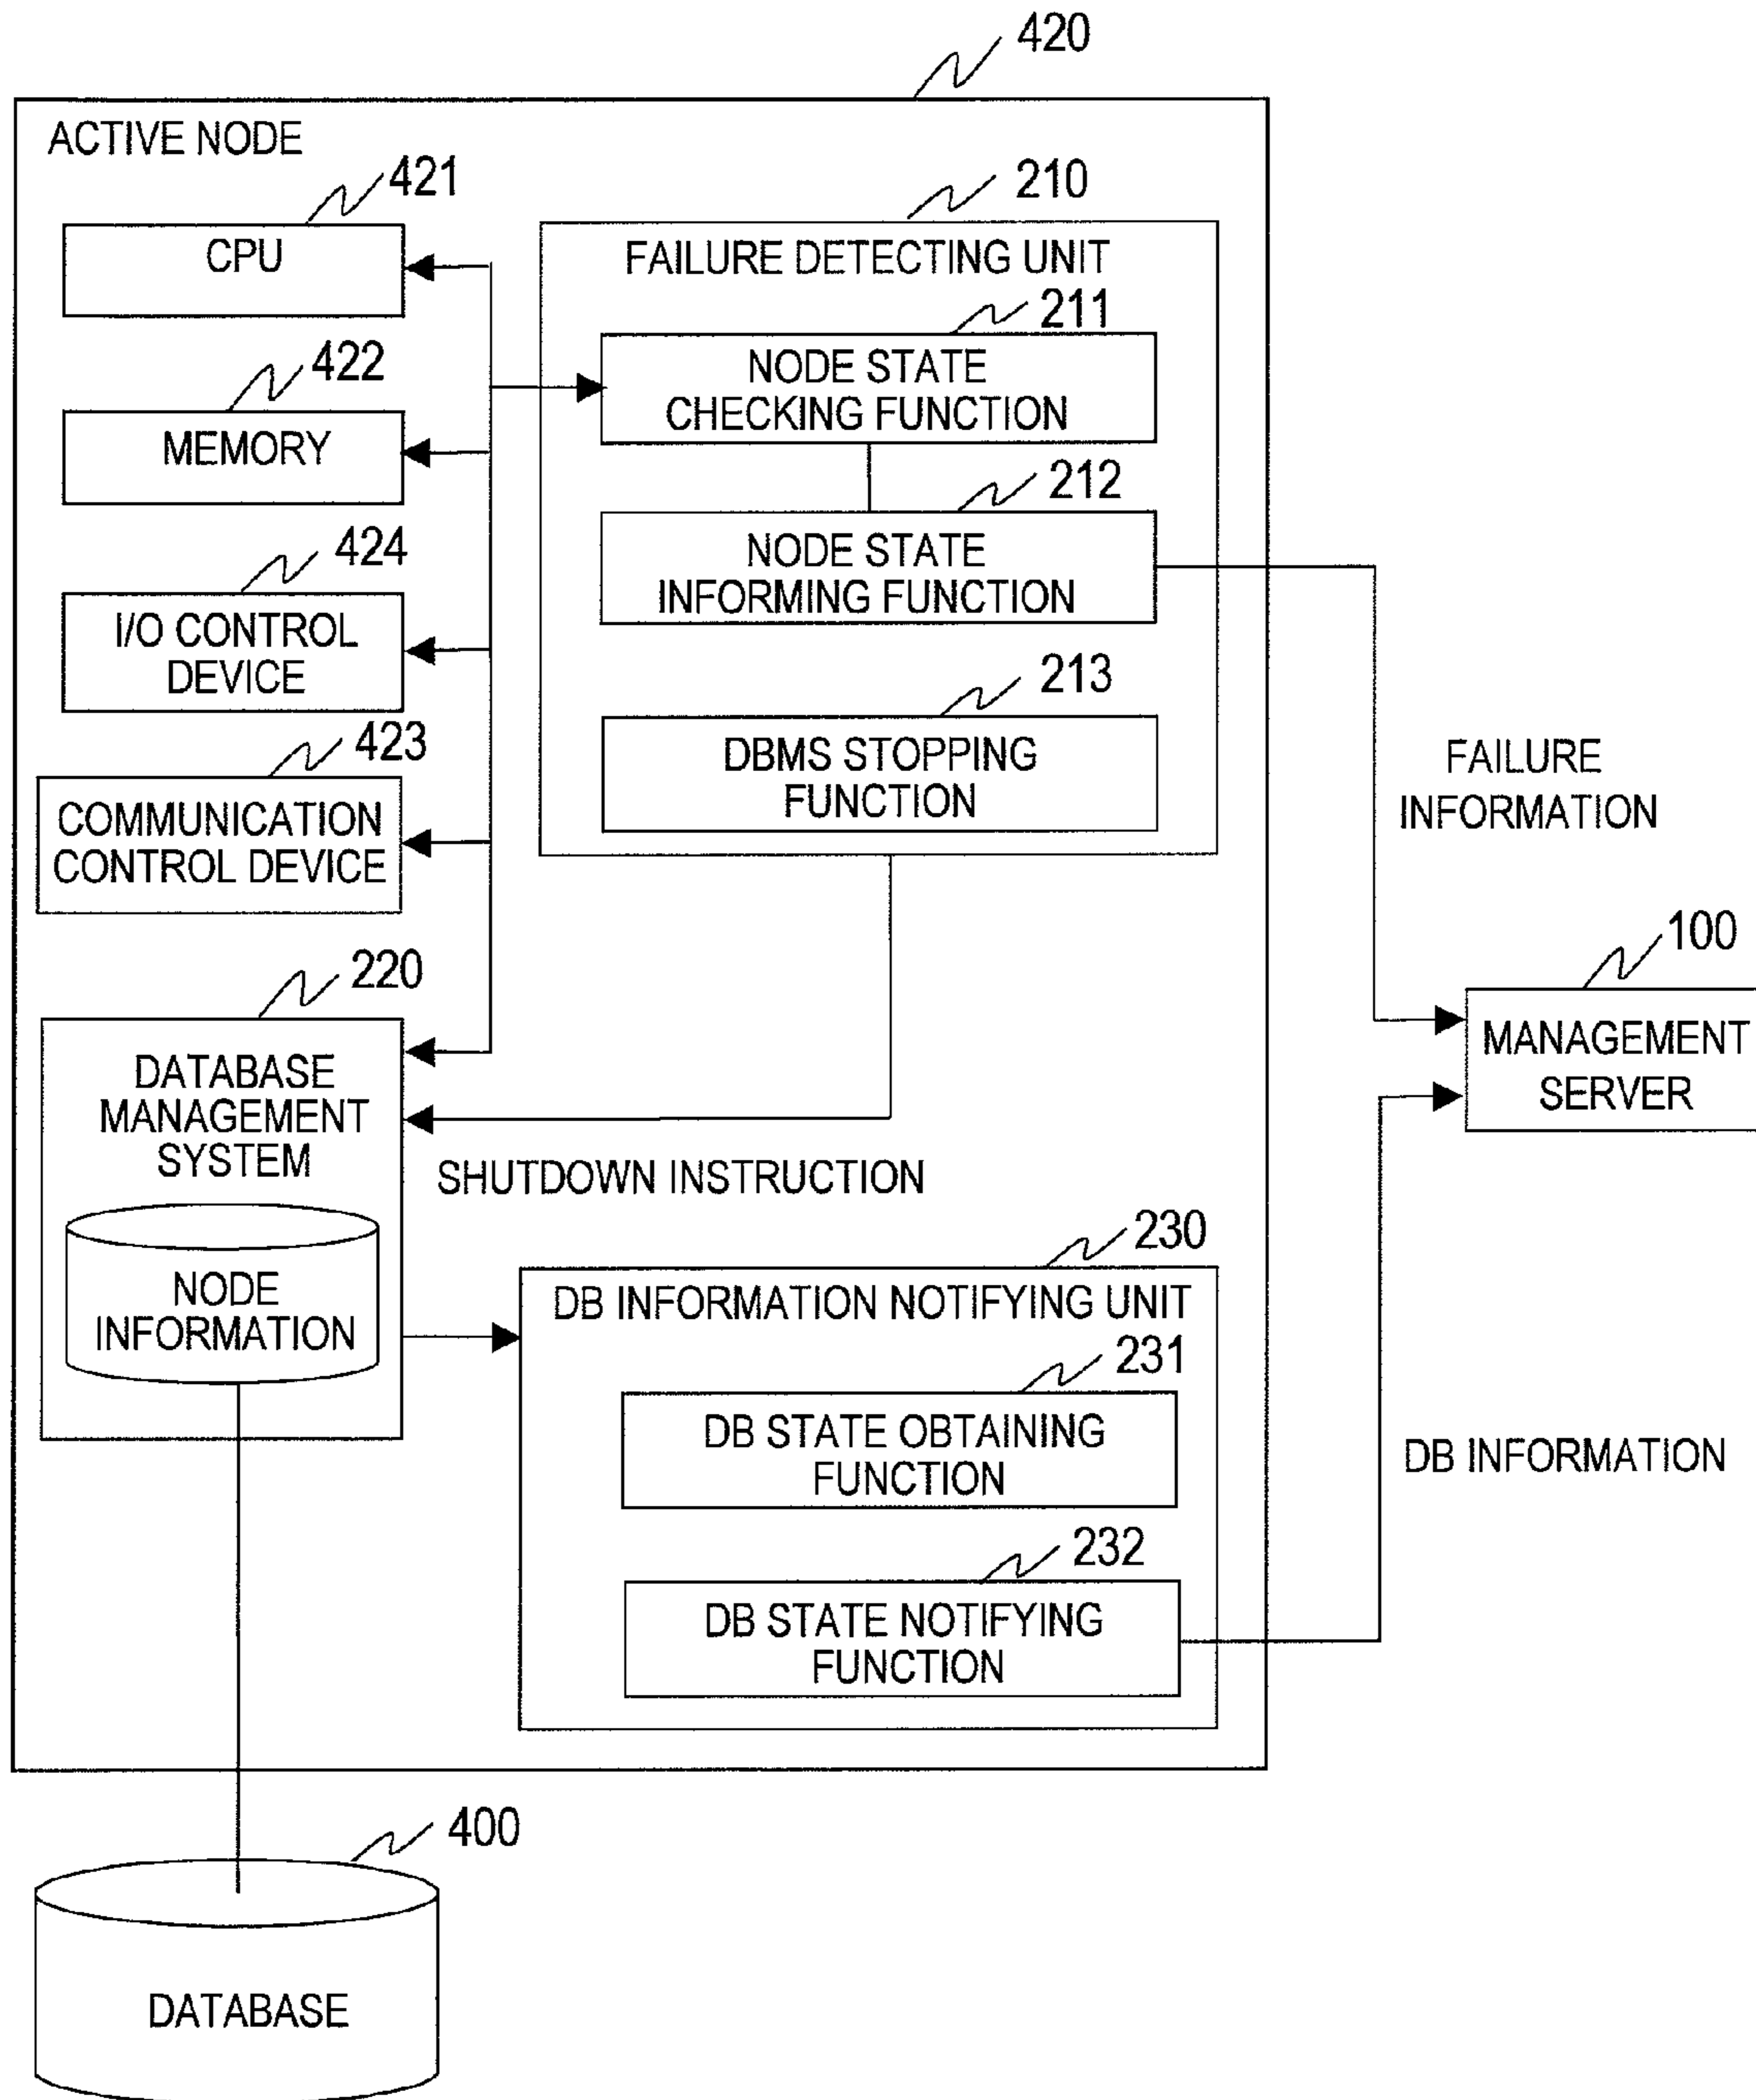 420
ACTIVE NODE
421
CPU
422
MEMORY
424
I/O CONTROL
DEVICE
423
COMMUNICATION
CONTROL DEVICE
210
FAILURE DETECTING UNIT
211
NODE STATE
CHECKING FUNCTION
212
NODE STATE
INFORMING FUNCTION
213
DBMS STOPPING
FUNCTION
FAILURE
INFORMATION
100
MANAGEMENT
SERVER
220
DATABASE
MANAGEMENT
SYSTEM
SHUTDOWN INSTRUCTION
NODE
INFORMATION
230
DB INFORMATION NOTIFYING UNIT
231
DB STATE OBTAINING
FUNCTION
232
DB STATE NOTIFYING
FUNCTION
DB INFORMATION
400
DATABASE